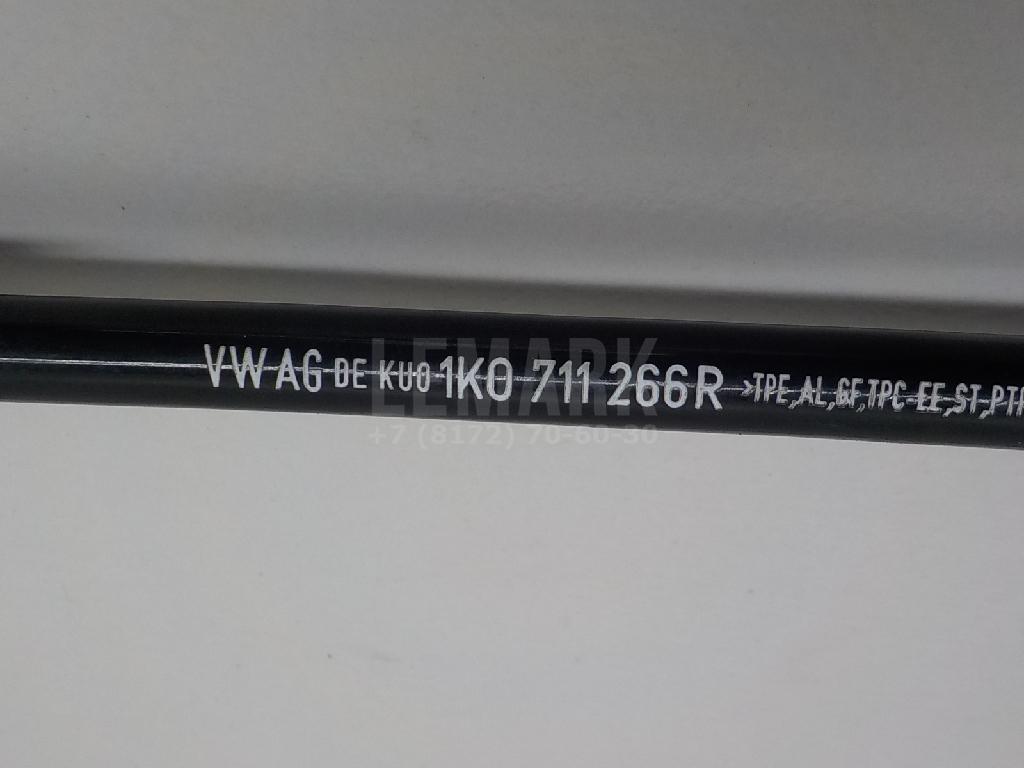 VW AG DE KUO 1K0 711 266R >TPE,AL,GF,TPC-EE,ST,PTF
LEMARK
+7 (8172) 70-60-30